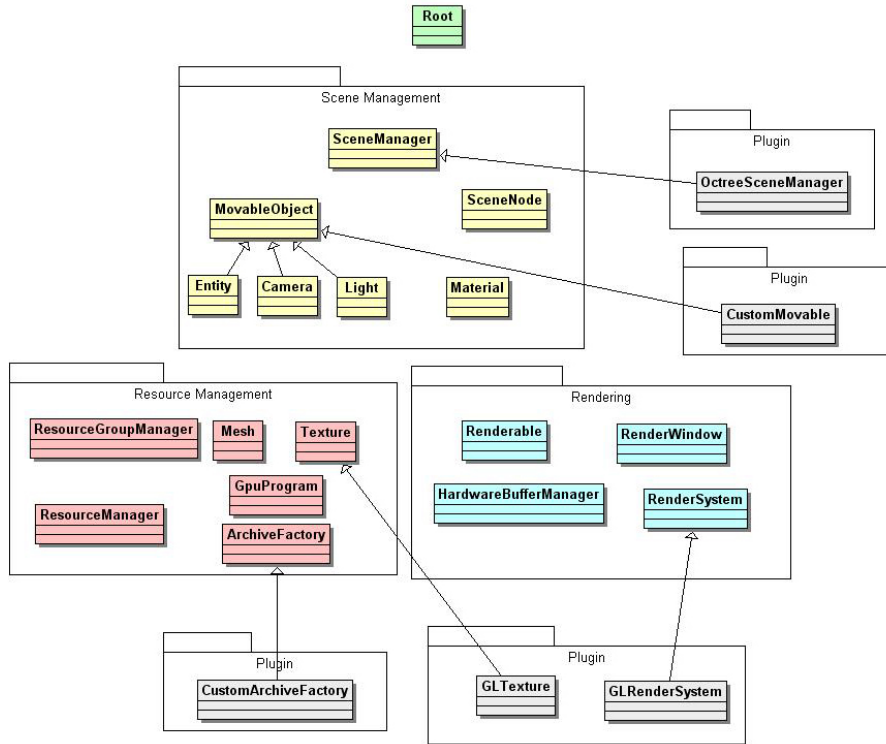 Root
Scene Management
SceneManager
Plugin
OctreeSceneManager
SceneNode
MovableObject
Plugin
Entity
Camera
Light
Material
CustomMovable
Resource Management
Rendering
ResourceGroupManager
Mesh
Texture
Renderable
RenderWindow
GpuProgram
HardwareBufferManager
RenderSystem
ResourceManager
ArchiveFactory
Plugin
Plugin
CustomArchiveFactory
GLTexture
GLRenderSystem